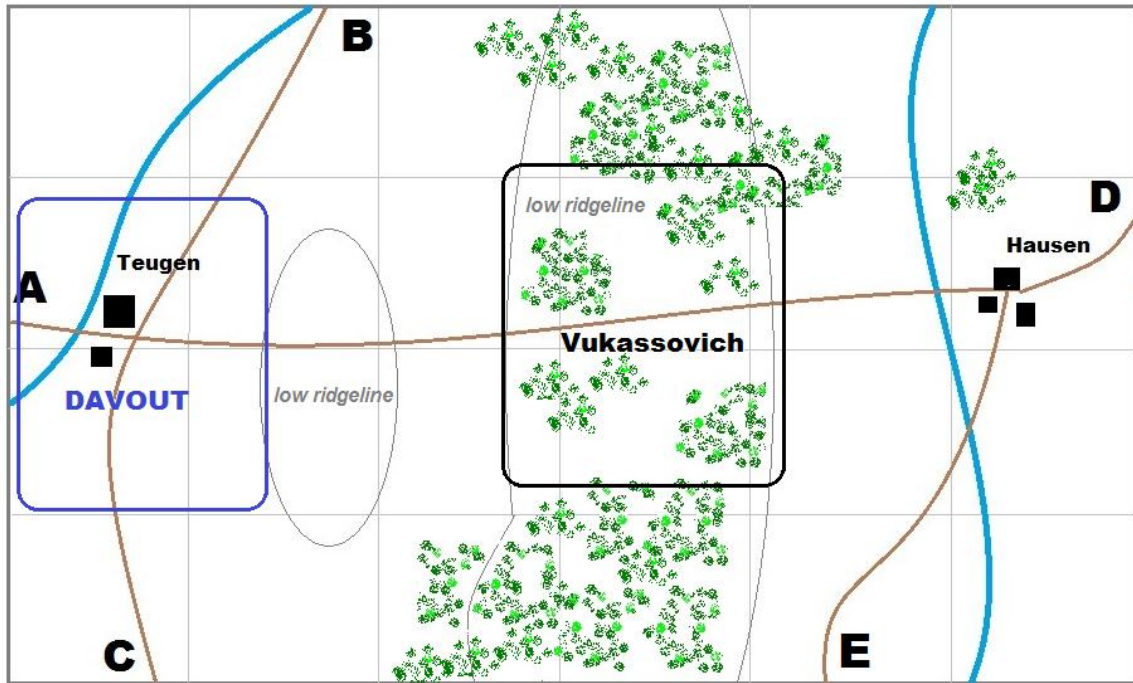 B
low ridgeline
D
Teugen
Hausen
A
Vukassovich
DAVOUT
low ridgeline
C
E